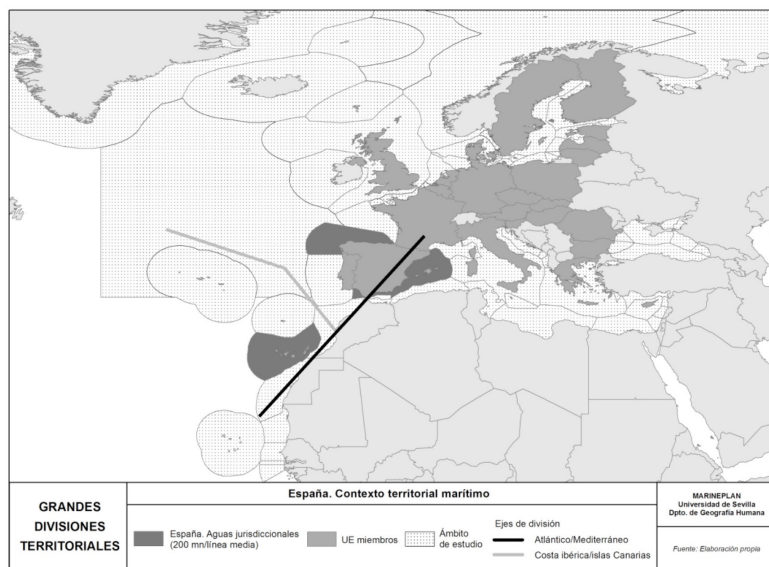 GRANDES
DIVISIONES
TERRITORIALES
España. Contexto territorial marítimo
España. Aguas jurisdiccionales
(200 mn/línea media)
UE miembros
Ámbito
de estudio
Ejes de división
Atlántico/Mediterráneo
Costa ibérica/islas Canarias
MARINEPLAN
Universidad de Sevilla
Dpto. de Geografía Humana
Fuente: Elaboración propia